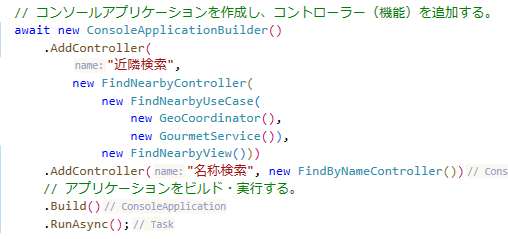 // コンソールアプリケーションを作成し、コントローラー（機能）を追加する。
await new ConsoleApplicationBuilder()
.AddController(
name: "近隣検索",
new FindNearbyController(
new FindNearbyUseCase(
new GeoCoordinator(),
new GourmetService()),
new FindNearbyView()))
.AddController(name: "名称検索", new FindByNameController()) // Cons
// アプリケーションをビルド・実行する。
.Build() // ConsoleApplication
.RunAsync(); // Task